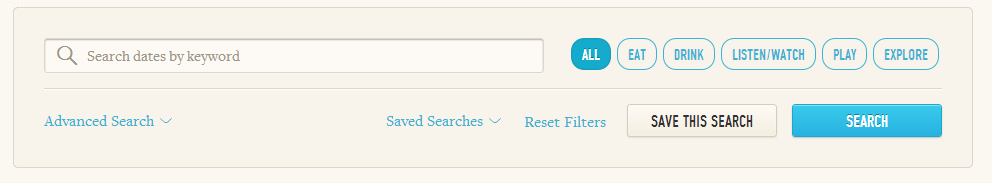 Search dates by keyword ALL EAT DRINK LISTEN/WATCH PLAY EXPLORE
Advanced Search Saved Searches Reset Filters SAVE THIS SEARCH SEARCH